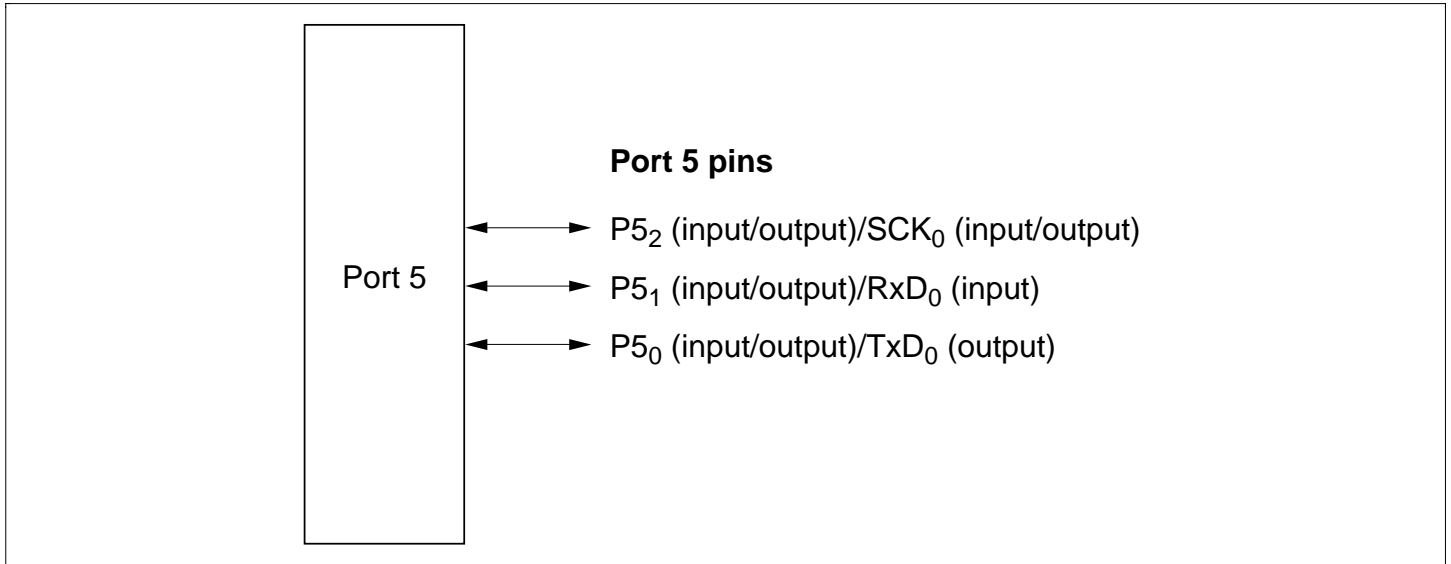 Port 5 pins
P5₂ (input/output)/SCK₀ (input/output)
Port 5
P5₁ (input/output)/RxD₀ (input)
P5₀ (input/output)/TxD₀ (output)